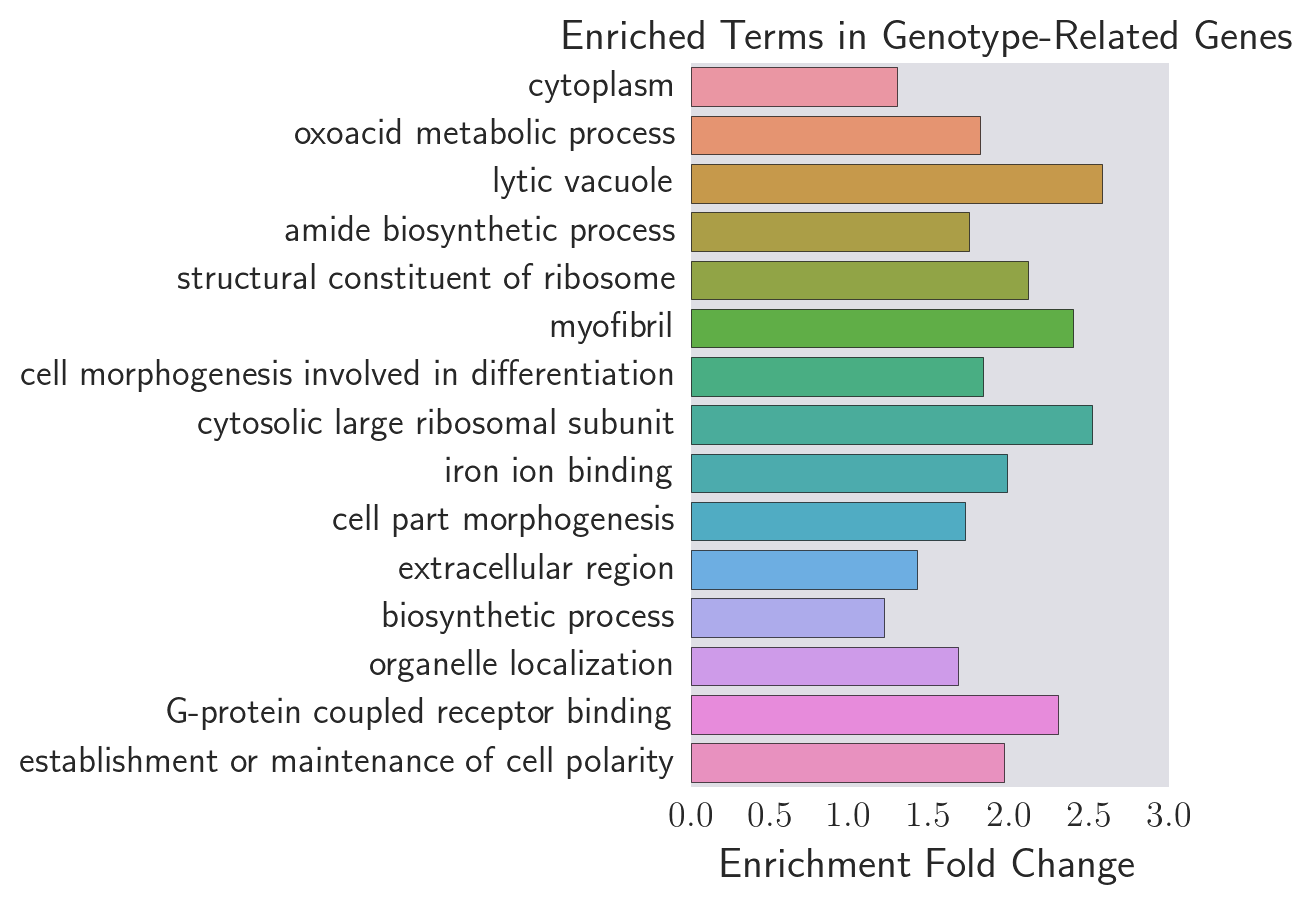 Enriched Terms in Genotype-Related Genes
cytoplasm
oxoacid metabolic process
lytic vacuole
amide biosynthetic process
structural constituent of ribosome
myofibril
cell morphogenesis involved in differentiation
cytosolic large ribosomal subunit
iron ion binding
cell part morphogenesis
extracellular region
biosynthetic process
organelle localization
G-protein coupled receptor binding
establishment or maintenance of cell polarity
0.0 0.5 1.0 1.5 2.0 2.5 3.0
Enrichment Fold Change